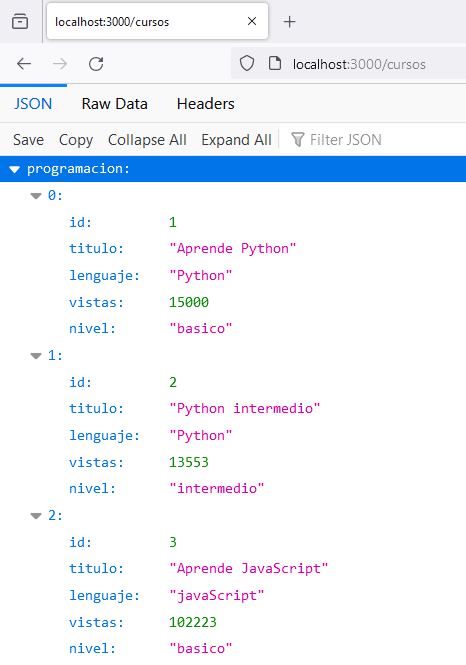 localhost:3000/cursos
localhost:3000/cursos
JSON Raw Data Headers
Save Copy Collapse All Expand All Filter JSON
programacion:
0:
id: 1
titulo: "Aprende Python"
lenguaje: "Python"
vistas: 15000
nivel: "basico"
1:
id: 2
titulo: "Python intermedio"
lenguaje: "Python"
vistas: 13553
nivel: "intermedio"
2:
id: 3
titulo: "Aprende JavaScript"
lenguaje: "javaScript"
vistas: 102223
nivel: "basico"